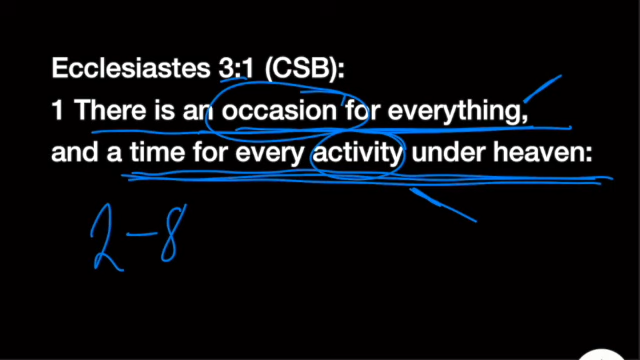 Ecclesiastes 3:1 (CSB):
1 There is an occasion for everything,
and a time for every activity under heaven:
2-8